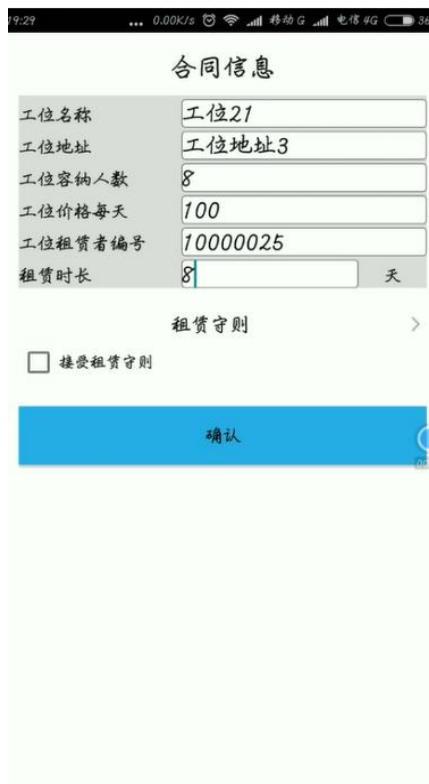 19:29 ... 0.00K/s 移动 G 电信 4G 36
合同信息
工位名称 工位21
工位地址 工位地址3
工位容纳人数 8
工位价格每天 100
工位租赁者编号 10000025
租赁时长 8 天
租赁守则 >
接受租赁守则
确认